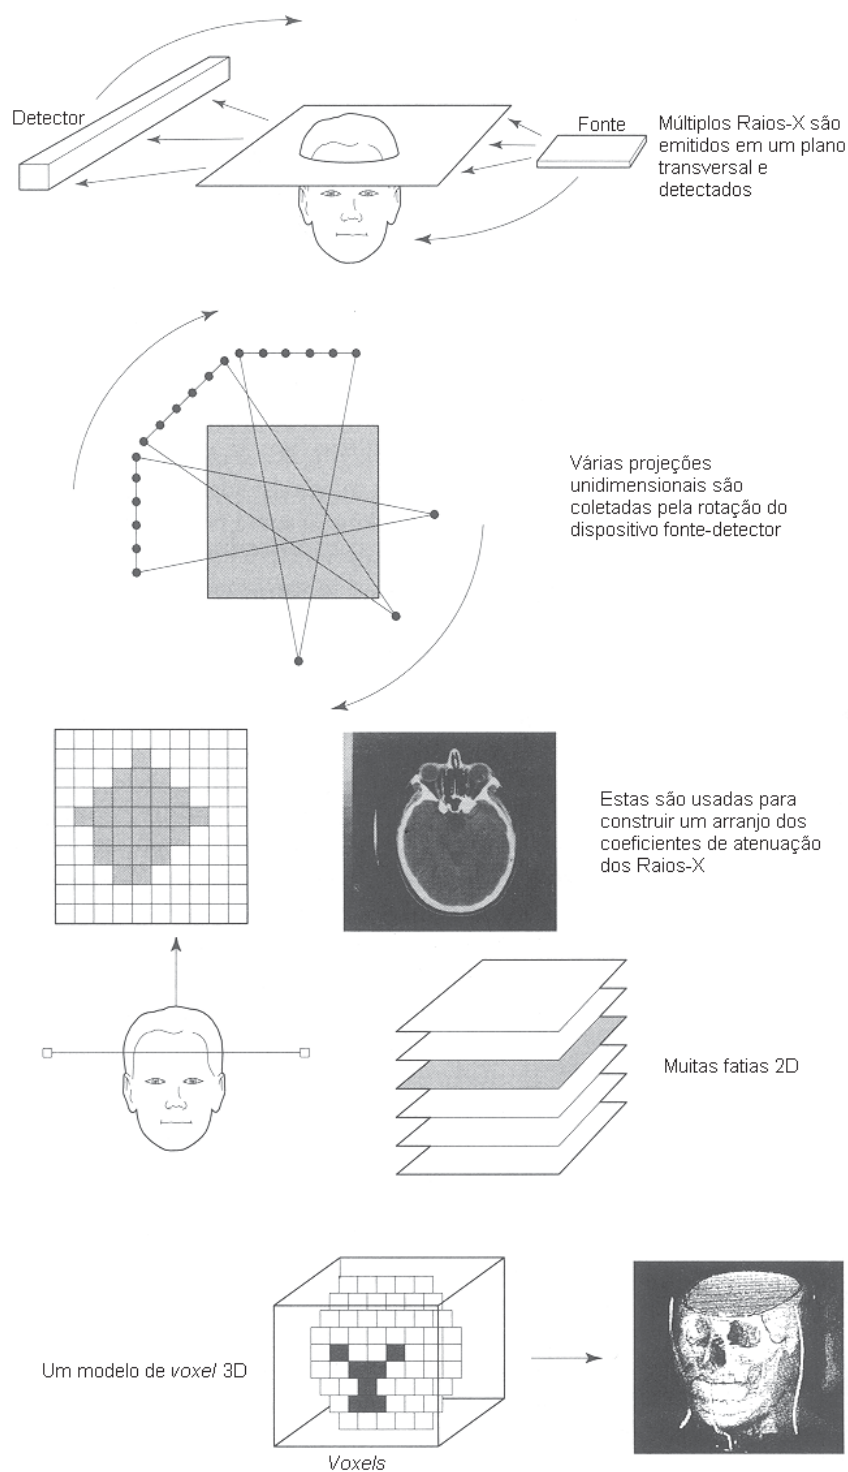 Detector
Fonte
Múltiplos Raios-X são
emitidos em um plano
transversal e
detectados
Várias projeções
unidimensionais são
coletadas pela rotação do
dispositivo fonte-detector
Estas são usadas para
construir um arranjo dos
coeficientes de atenuação
dos Raios-X
Muitas fatias 2D
Um modelo de voxel 3D
Voxels